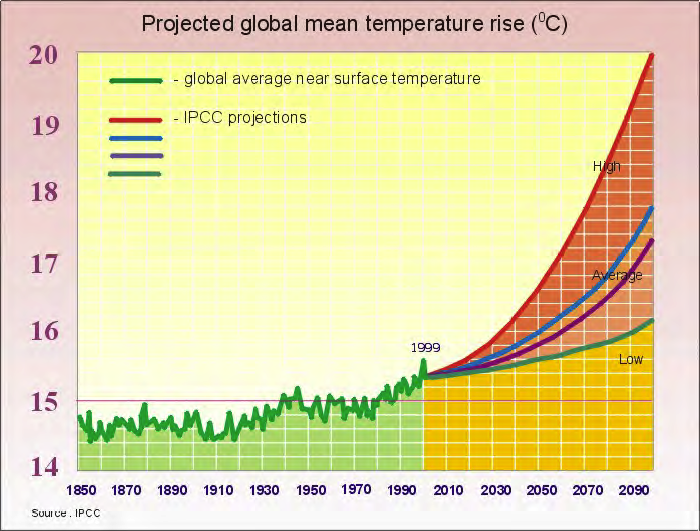 Projected global mean temperature rise (⁰C)
20
- global average near surface temperature
19
- IPCC projections
High
18
17
Average
16
1999
Low
15
14
1850 1870 1890 1910 1930 1950 1970 1990 2010 2030 2050 2070 2090
Source . IPCC